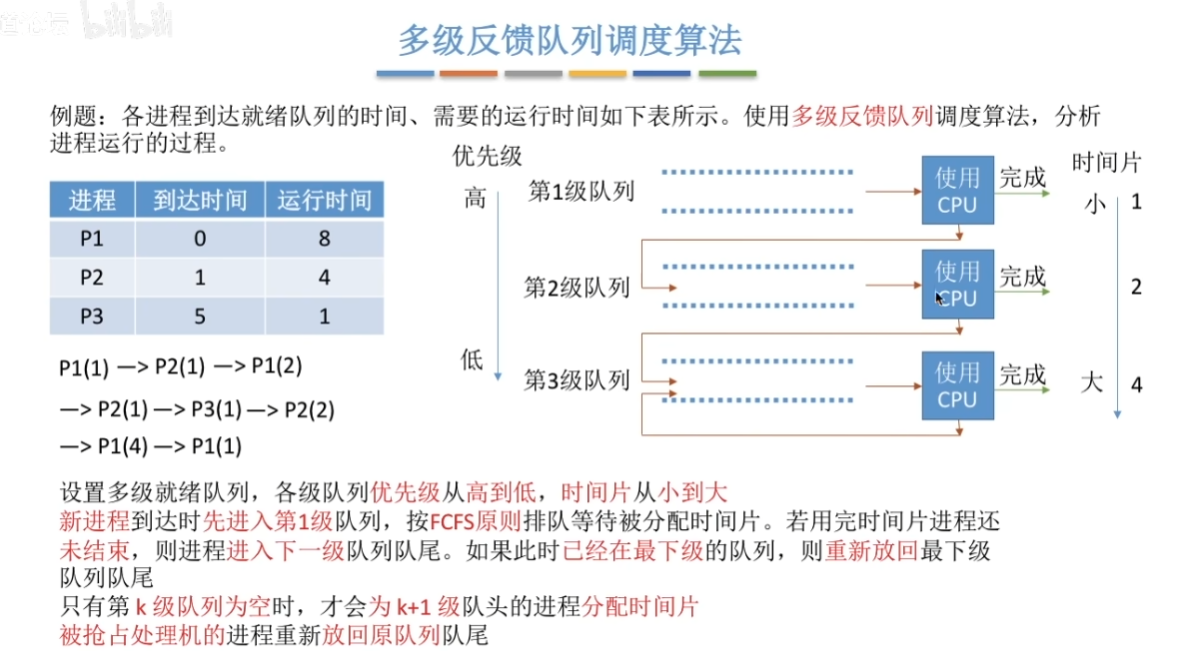 bilibili
多级反馈队列调度算法
例题：各进程到达就绪队列的时间、需要的运行时间如下表所示。使用多级反馈队列调度算法，分析
进程运行的过程。
进程 到达时间 运行时间
P1 0 8
P2 1 4
P3 5 1
P1(1) —> P2(1) —> P1(2)
—> P2(1) —> P3(1) —> P2(2)
—> P1(4) —> P1(1)
优先级
高
低
第1级队列
使用
CPU
完成
第2级队列
使用
CPU
完成
第3级队列
使用
CPU
完成
时间片
小 1
2
大 4
设置多级就绪队列，各级队列优先级从高到低，时间片从小到大
新进程到达时先进入第1级队列，按FCFS原则排队等待被分配时间片。若用完时间片进程还
未结束，则进程进入下一级队列队尾。如果此时已经在最下级的队列，则重新放回最下级
队列队尾
只有第 k 级队列为空时，才会为 k+1 级队头的进程分配时间片
被抢占处理机的进程重新放回原队列队尾